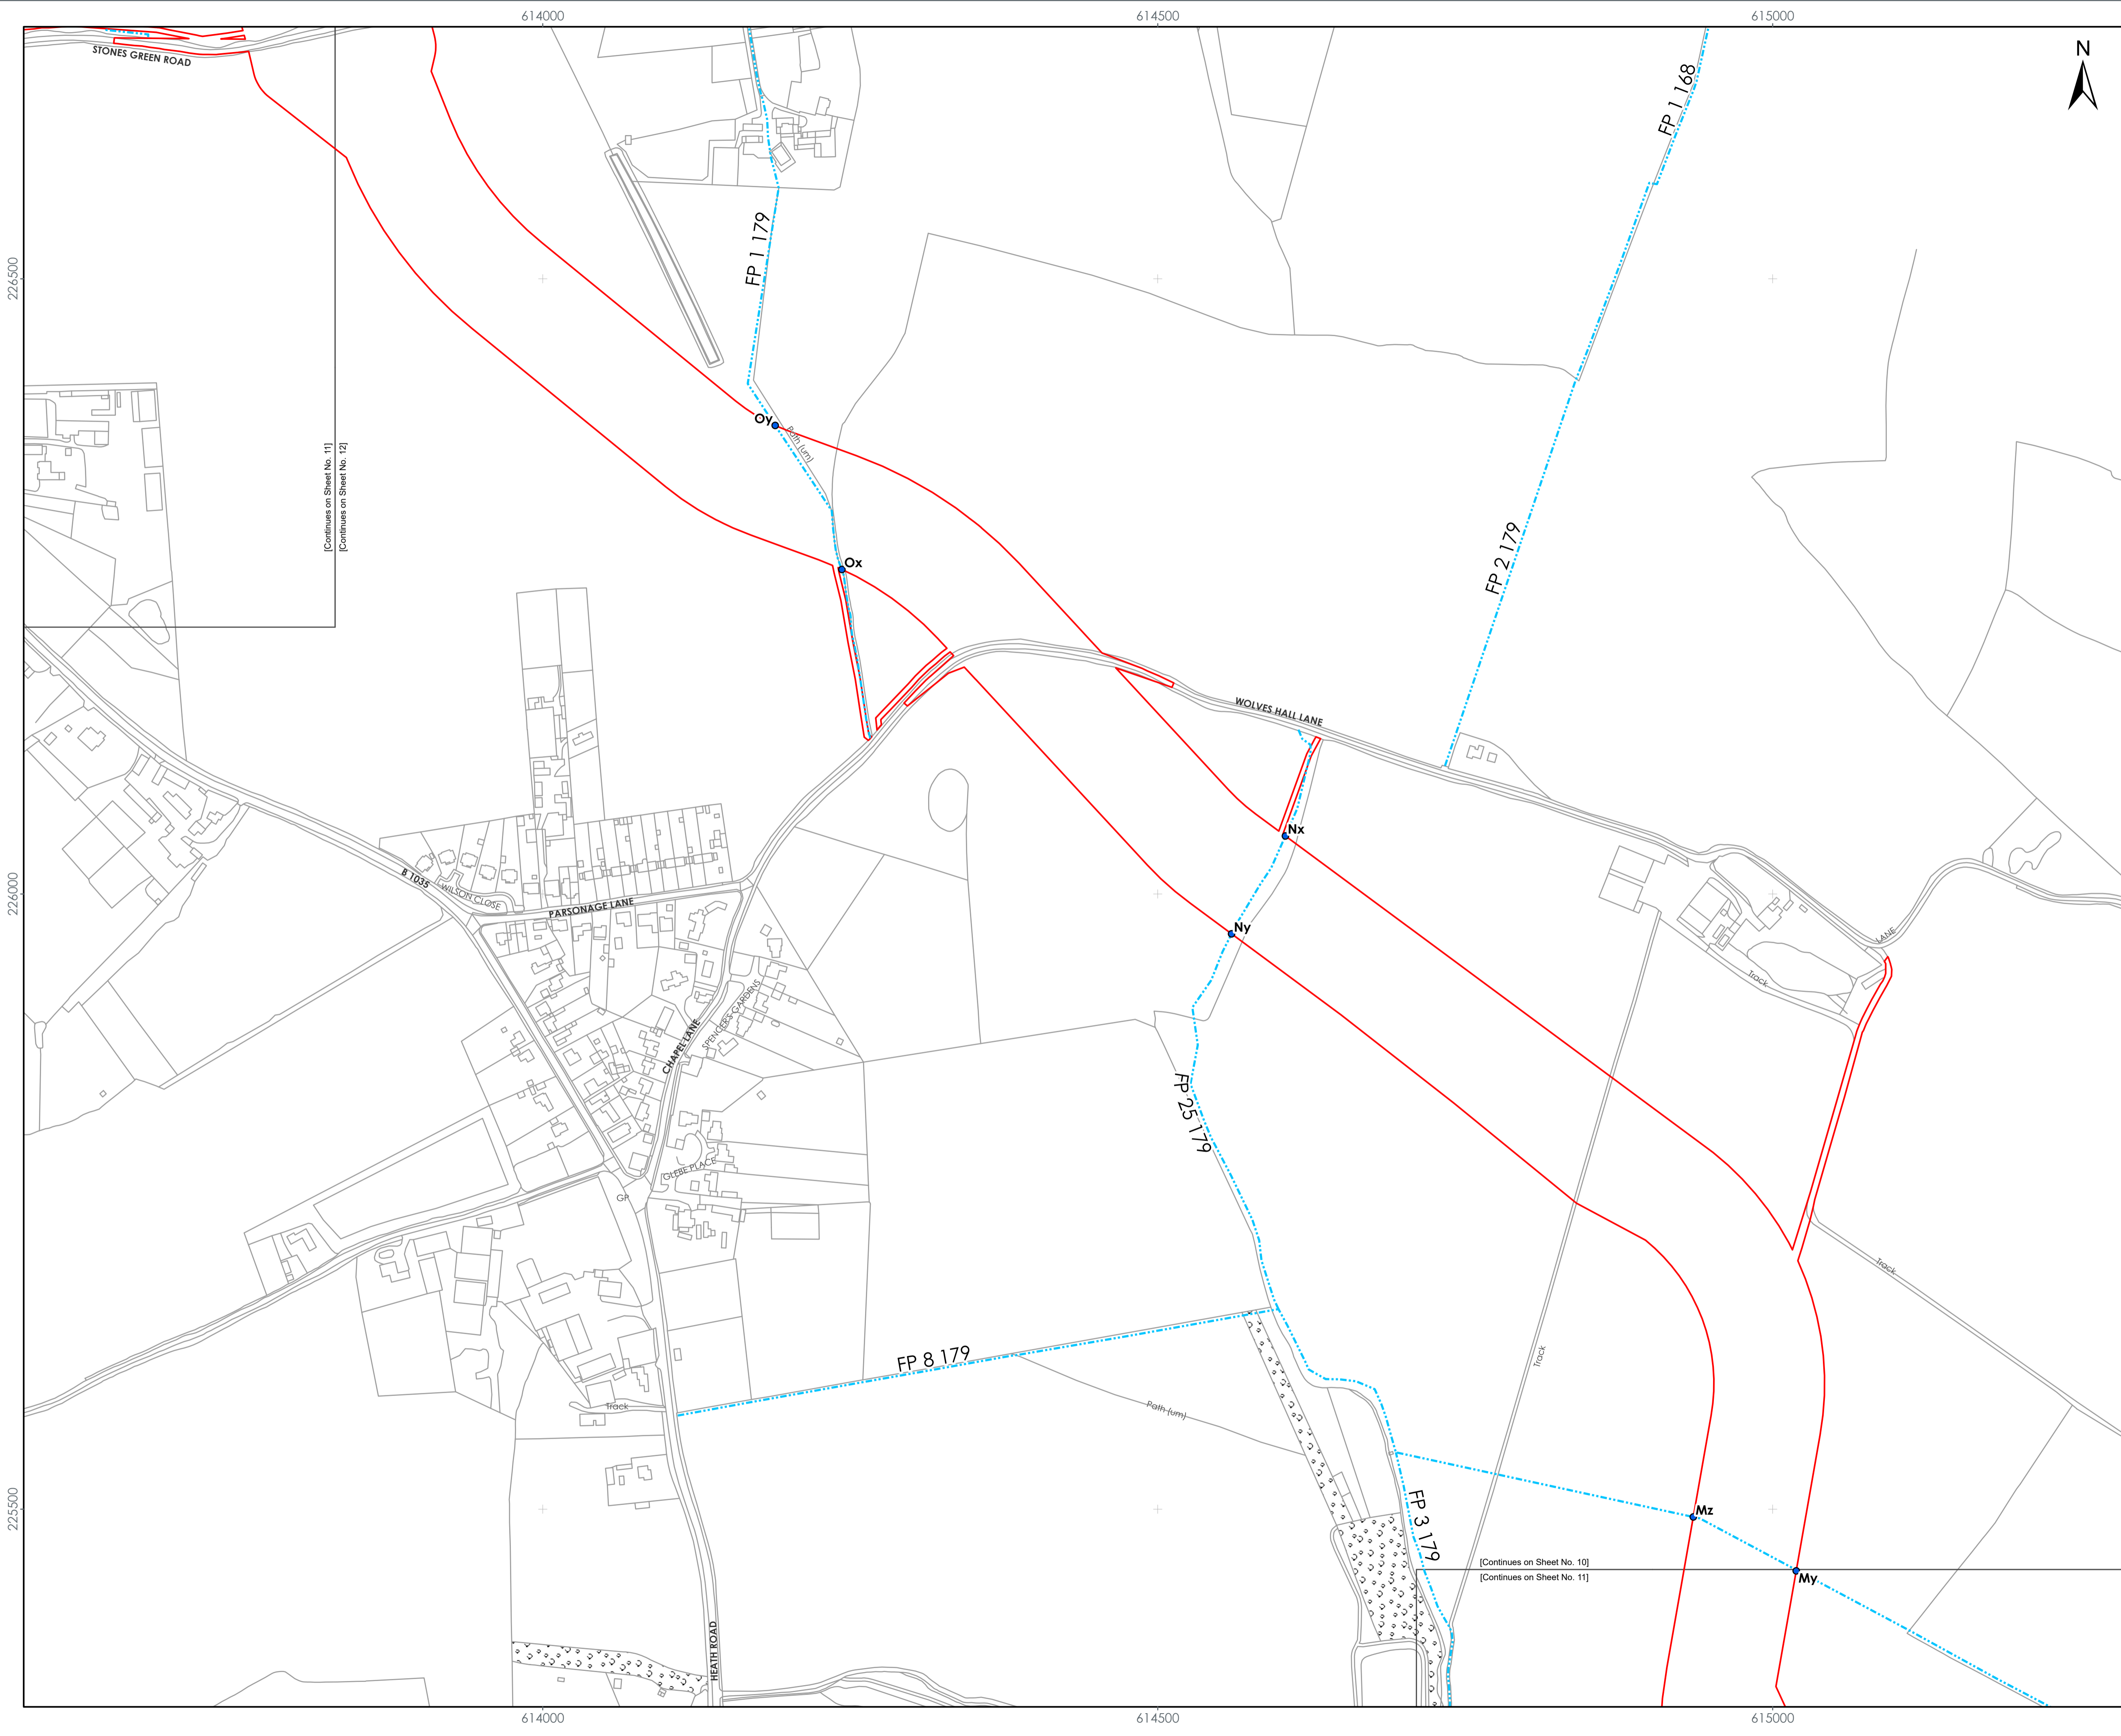 614000
614500
615000
STONES GREEN ROAD
N
FP 1 168
FP 1 179
226500
Oy
Path (um)
[Continues on Sheet No. 11]
[Continues on Sheet No. 12]
FP 2 179
Ox
WOLVES HALL LANE
Nx
B 1035
WILSON CLOSE
PARSONAGE LANE
226000
Ny
LANE
Track
SPENCER'S GARDENS
CHAPEL LANE
FP 25 179
GLEBE PLACE
GP
Track
FP 8 179
Track
Track
Path (um)
225500
Mz
FP 3 179
[Continues on Sheet No. 10]
[Continues on Sheet No. 11]
My
HEATH ROAD
614000
614500
615000